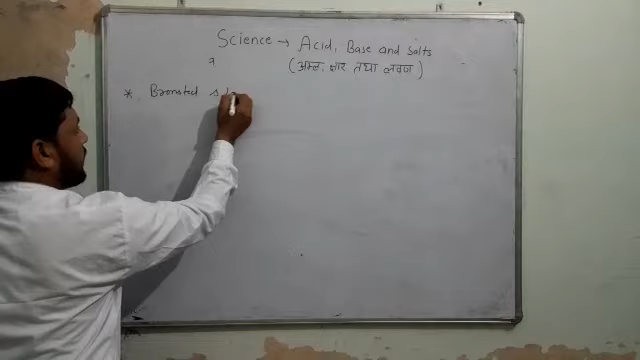 Science → Acid, Base and Salts
(अम्ल, क्षार तथा लवण)
* Bronsted